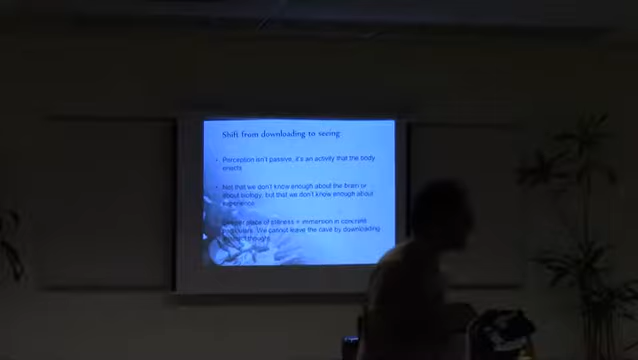 Shift from downloading to seeing
• Perception isn't passive, it's an activity that the body
enacts
• Not that we don't know enough about the brain or
about biology, but that we don't know enough about
experience
place of stillness = immersion in concrete
particulars. We cannot leave the cave by downloading
thought